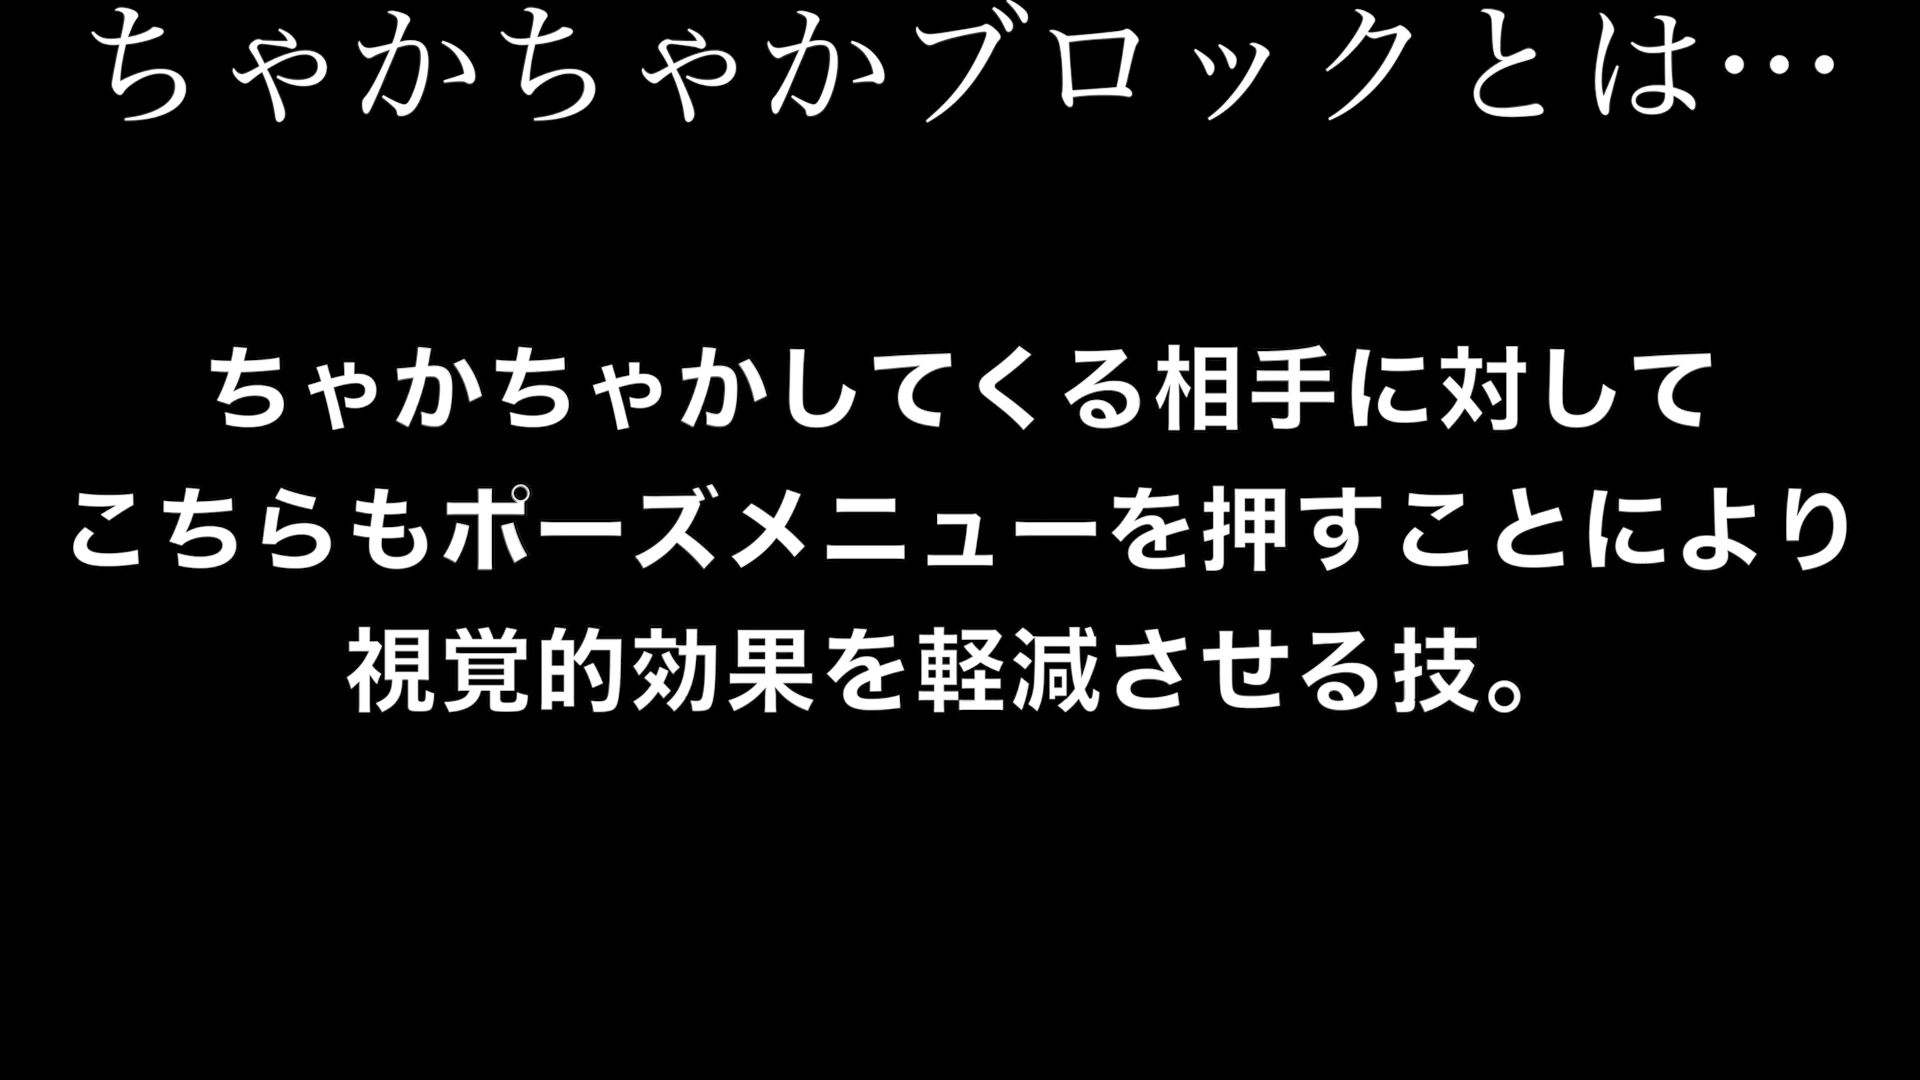 ちゃかちゃかブロックとは…
ちゃかちゃかしてくる相手に対して
こちらもポーズメニューを押すことにより
視覚的効果を軽減させる技。